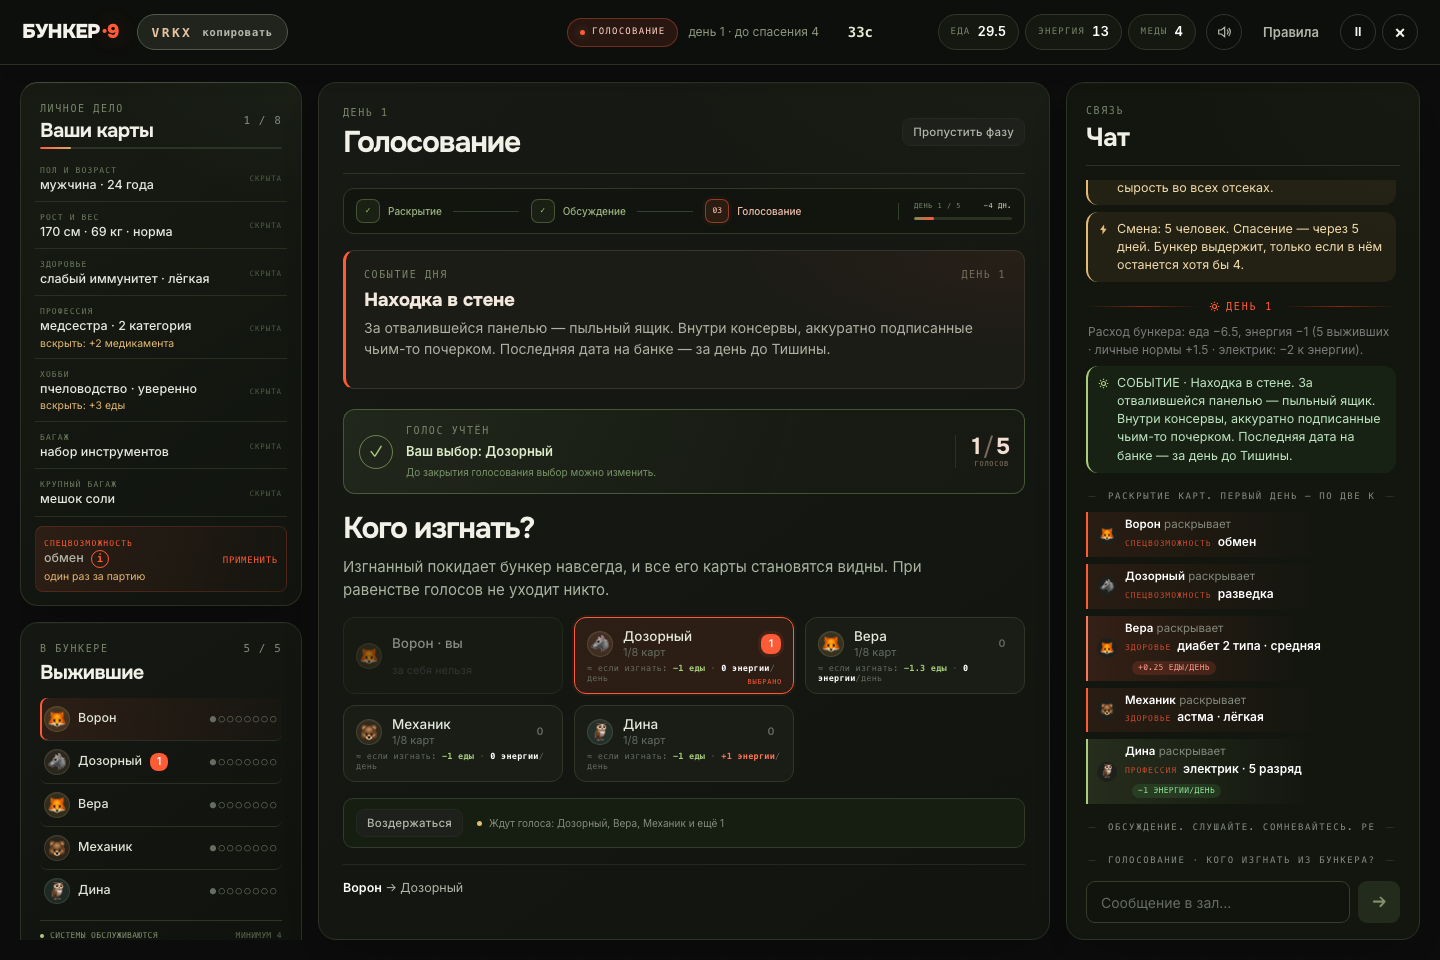 БУНКЕР·9
VRKX копировать
ГОЛОСОВАНИЕ
день 1 · до спасения 4
33с
ЕДА 29.5
ЭНЕРГИЯ 13
МЕДЫ 4
Правила
ЛИЧНОЕ ДЕЛО
Ваши карты
1 / 8
ПОЛ И ВОЗРАСТ
мужчина · 24 года
СКРЫТА
РОСТ И ВЕС
170 см · 69 кг · норма
СКРЫТА
ЗДОРОВЬЕ
слабый иммунитет · лёгкая
СКРЫТА
ПРОФЕССИЯ
медсестра · 2 категория
вскрыть: +2 медикамента
СКРЫТА
ХОББИ
пчеловодство · уверенно
вскрыть: +3 еды
СКРЫТА
БАГАЖ
набор инструментов
СКРЫТА
КРУПНЫЙ БАГАЖ
мешок соли
СКРЫТА
СПЕЦВОЗМОЖНОСТЬ
обмен i
один раз за партию
ПРИМЕНИТЬ
В БУНКЕРЕ
5 / 5
Выжившие
Ворон
Дозорный 1
Вера
Механик
Дина
СИСТЕМЫ ОБСЛУЖИВАЮТСЯ
МИНИМУМ 4
ДЕНЬ 1
Голосование
Пропустить фазу
✓ Раскрытие
✓ Обсуждение
03 Голосование
ДЕНЬ 1 / 5
~4 ДН.
СОБЫТИЕ ДНЯ
ДЕНЬ 1
Находка в стене
За отвалившейся панелью — пыльный ящик. Внутри консервы, аккуратно подписанные
чьим-то почерком. Последняя дата на банке — за день до Тишины.
ГОЛОС УЧТЁН
Ваш выбор: Дозорный
До закрытия голосования выбор можно изменить.
1/5
ГОЛОСОВ
Кого изгнать?
Изгнанный покидает бункер навсегда, и все его карты становятся видны. При
равенстве голосов не уходит никто.
Ворон · вы
за себя нельзя
Дозорный
1/8 карт
1
≈ если изгнать: −1 еды · 0 энергии/
день
ВЫБРАНО
Вера
1/8 карт
0
≈ если изгнать: −1.3 еды · 0
энергии/день
Механик
1/8 карт
0
≈ если изгнать: −1 еды · 0 энергии/
день
Дина
1/8 карт
0
≈ если изгнать: −1 еды · +1 энергии/
день
Воздержаться
Ждут голоса: Дозорный, Вера, Механик и ещё 1
Ворон → Дозорный
СВЯЗЬ
Чат
сырость во всех отсеках.
Смена: 5 человек. Спасение — через 5
дней. Бункер выдержит, только если в нём
останется хотя бы 4.
ДЕНЬ 1
Расход бункера: еда −6.5, энергия −1 (5 выживших
· личные нормы +1.5 · электрик: −2 к энергии).
СОБЫТИЕ · Находка в стене. За
отвалившейся панелью — пыльный ящик.
Внутри консервы, аккуратно подписанные
чьим-то почерком. Последняя дата на
банке — за день до Тишины.
РАСКРЫТИЕ КАРТ. ПЕРВЫЙ ДЕНЬ — ПО ДВЕ К
Ворон раскрывает
СПЕЦВОЗМОЖНОСТЬ обмен
Дозорный раскрывает
СПЕЦВОЗМОЖНОСТЬ разведка
Вера раскрывает
ЗДОРОВЬЕ диабет 2 типа · средняя
+0.25 ЕДЫ/ДЕНЬ
Механик раскрывает
ЗДОРОВЬЕ астма · лёгкая
Дина раскрывает
ПРОФЕССИЯ электрик · 5 разряд
−1 ЭНЕРГИИ/ДЕНЬ
ОБСУЖДЕНИЕ. СЛУШАЙТЕ. СОМНЕВАЙТЕСЬ. РЕ
ГОЛОСОВАНИЕ · КОГО ИЗГНАТЬ ИЗ БУНКЕРА?
Сообщение в зал…